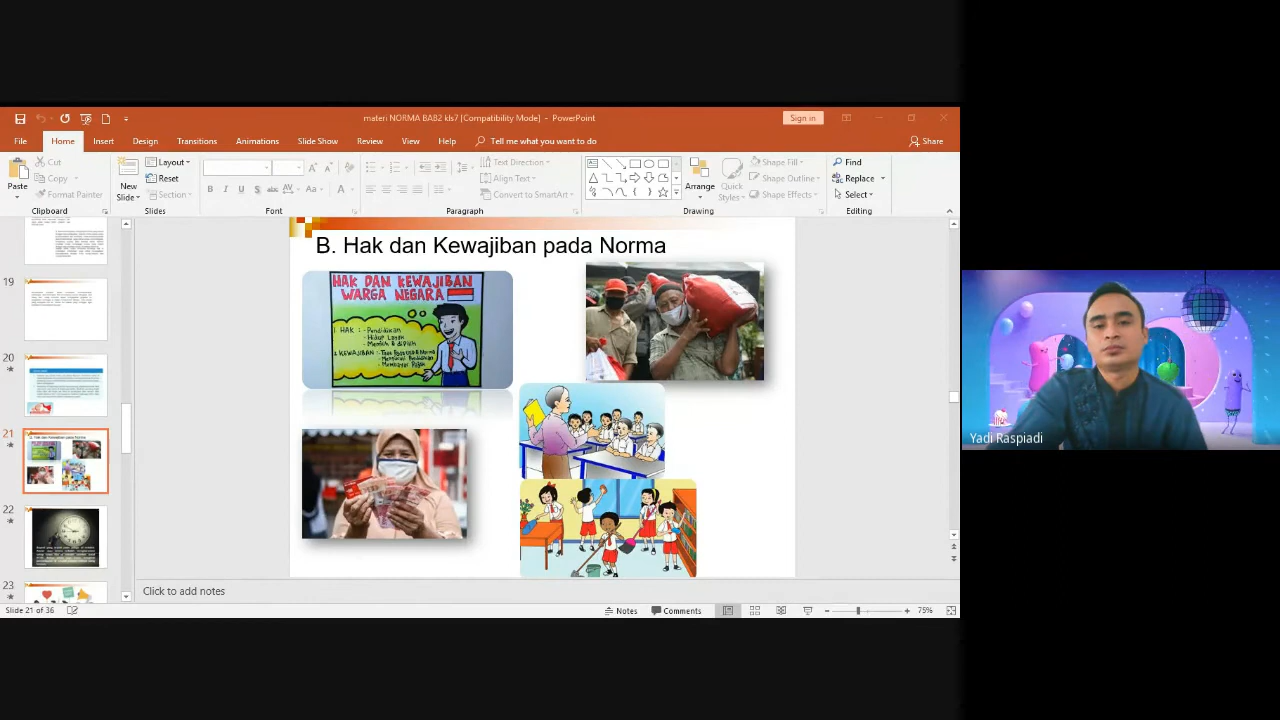 materi NORMA BAB2 kls7 [Compatibility Mode] - PowerPoint
Sign in
File
Home
Insert
Design
Transitions
Animations
Slide Show
Review
View
Help
Tell me what you want to do
Share
Paste
Cut
Copy
Format Painter
Clipboard
New Slide
Layout
Reset
Section
Slides
Font
Text Direction
Align Text
Convert to SmartArt
Paragraph
Arrange
Quick Styles
Shape Fill
Shape Outline
Shape Effects
Drawing
Find
Replace
Select
Editing
19
20
21
22
23
B. Hak dan Kewajiban pada Norma
HAK DAN KEWAJIBAN
WARGA NEGARA
1. HAK : - Pendidikan
- Hidup Layak
- Memilih & dipilih
2. KEWAJIBAN :
- Membayar Pajak
Yadi Raspiadi
Click to add notes
Slide 21 of 36
Notes
Comments
75%